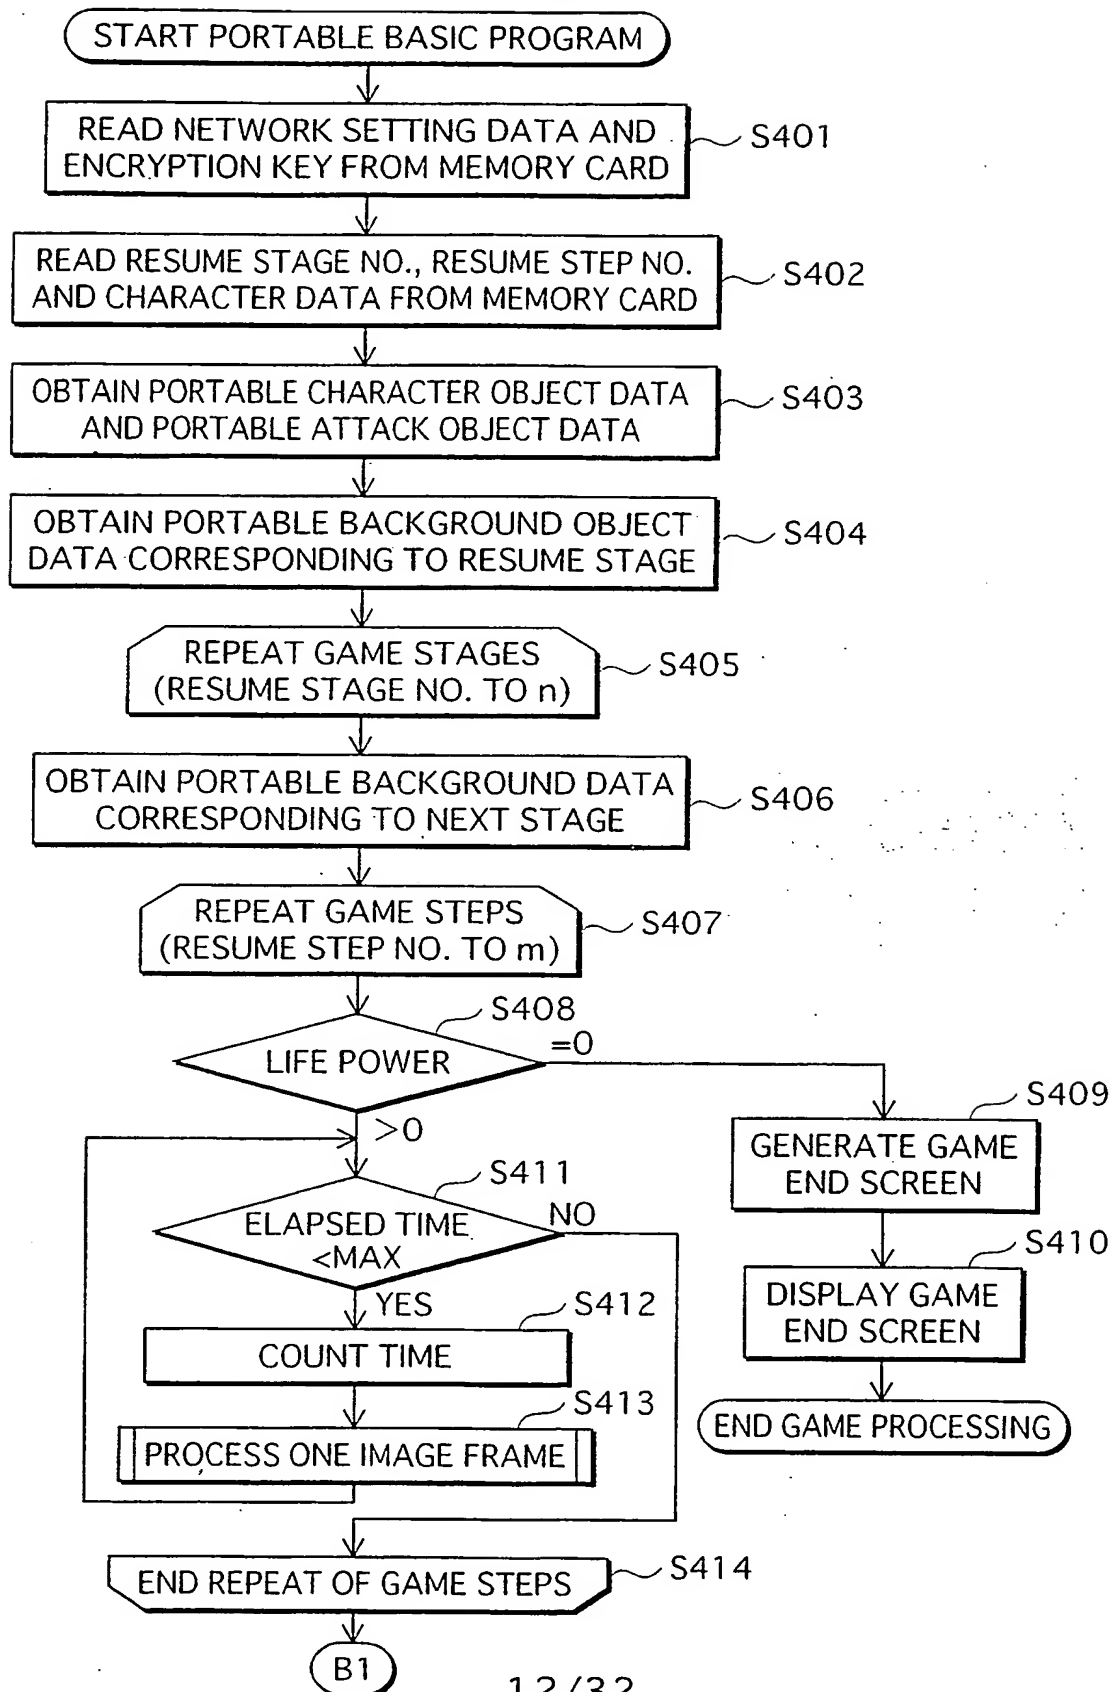 START PORTABLE BASIC PROGRAM
READ NETWORK SETTING DATA AND
ENCRYPTION KEY FROM MEMORY CARD
S401
READ RESUME STAGE NO., RESUME STEP NO.
AND CHARACTER DATA FROM MEMORY CARD
S402
OBTAIN PORTABLE CHARACTER OBJECT DATA
AND PORTABLE ATTACK OBJECT DATA
S403
OBTAIN PORTABLE BACKGROUND OBJECT
DATA CORRESPONDING TO RESUME STAGE
S404
REPEAT GAME STAGES
(RESUME STAGE NO. TO n)
S405
OBTAIN PORTABLE BACKGROUND DATA
CORRESPONDING TO NEXT STAGE
S406
REPEAT GAME STEPS
(RESUME STEP NO. TO m)
S407
S408
LIFE POWER
=0
>0
S409
GENERATE GAME
END SCREEN
S411
ELAPSED TIME
<MAX
NO
YES
S410
DISPLAY GAME
END SCREEN
S412
COUNT TIME
S413
PROCESS ONE IMAGE FRAME
END GAME PROCESSING
END REPEAT OF GAME STEPS
S414
B1
12/32